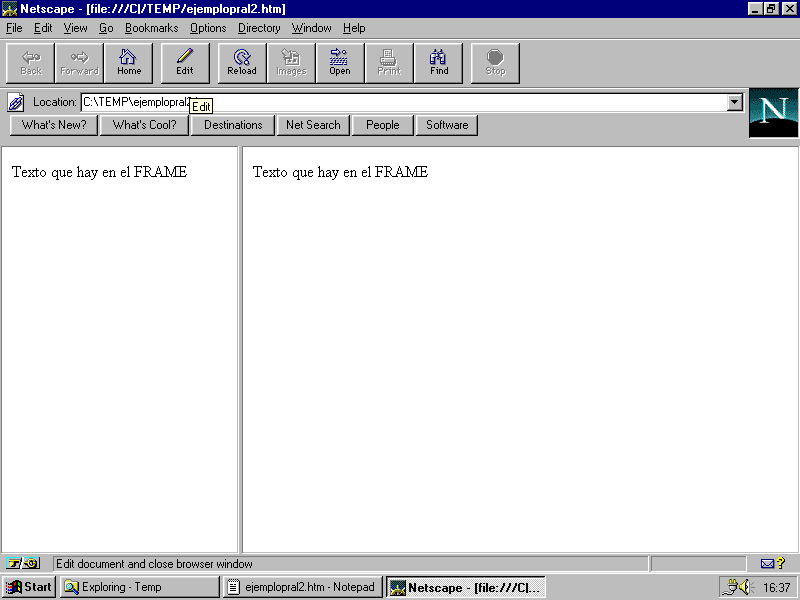 Netscape - [file:///C|/TEMP/ejemplopral2.htm]
File Edit View Go Bookmarks Options Directory Window Help
Back Forward Home Edit Reload Images Open Print Find Stop
Location: C:\TEMP\ejemplopral2
Edit
N
What's New? What's Cool? Destinations Net Search People Software
Texto que hay en el FRAME Texto que hay en el FRAME
Edit document and close browser window
Start Exploring - Temp ejemplopral2.htm - Notepad Netscape - [file:///C|... 16:37